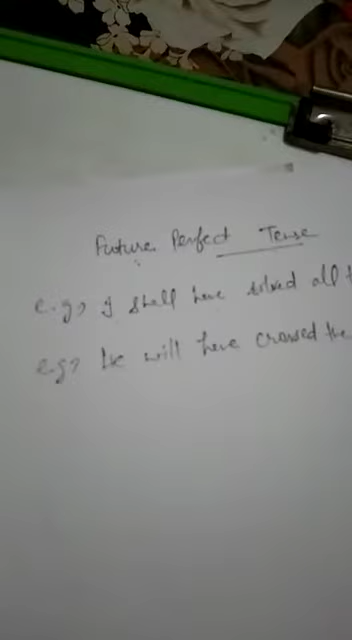 Future Perfect Tense
e.g, I shall have solved all t
e.g, He will have crossed the